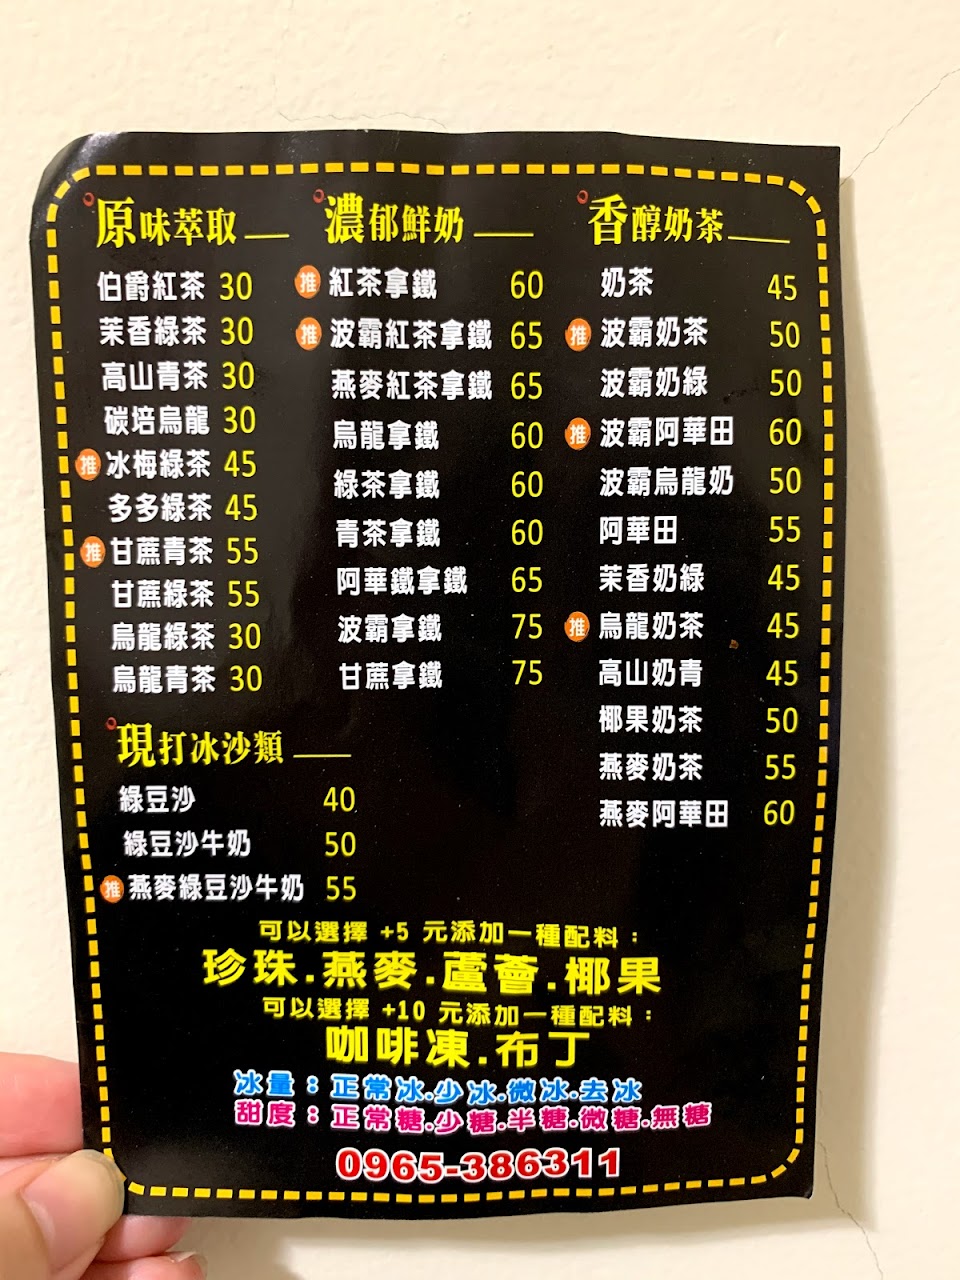 原味萃取
伯爵紅茶 30
茉香綠茶 30
高山青茶 30
碳培烏龍 30
推 冰梅綠茶 45
多多綠茶 45
推 甘蔗青茶 55
甘蔗綠茶 55
烏龍綠茶 30
烏龍青茶 30
現打冰沙類
綠豆沙 40
綠豆沙牛奶 50
推 燕麥綠豆沙牛奶 55
濃郁鮮奶
推 紅茶拿鐵 60
推 波霸紅茶拿鐵 65
燕麥紅茶拿鐵 65
烏龍拿鐵 60
綠茶拿鐵 60
青茶拿鐵 60
阿華鐵拿鐵 65
波霸拿鐵 75
甘蔗拿鐵 75
香醇奶茶
奶茶 45
推 波霸奶茶 50
波霸奶綠 50
推 波霸阿華田 60
波霸烏龍奶 50
阿華田 55
茉香奶綠 45
推 烏龍奶茶 45
高山奶青 45
椰果奶茶 50
燕麥奶茶 55
燕麥阿華田 60
可以選擇 +5 元添加一種配料：
珍珠.燕麥.蘆薈.椰果
可以選擇 +10 元添加一種配料：
咖啡凍.布丁
冰量：正常冰.少冰.微冰.去冰
甜度：正常糖.少糖.半糖.微糖.無糖
0965-386311